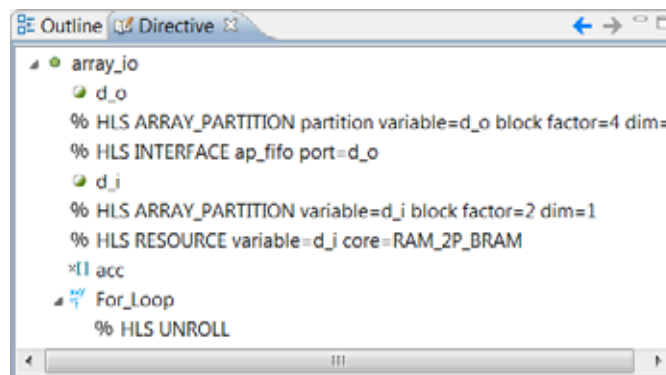 Outline Directive
array_io
d_o
% HLS ARRAY_PARTITION partition variable=d_o block factor=4 dim=
% HLS INTERFACE ap_fifo port=d_o
d_i
% HLS ARRAY_PARTITION variable=d_i block factor=2 dim=1
% HLS RESOURCE variable=d_i core=RAM_2P_BRAM
acc
For_Loop
% HLS UNROLL